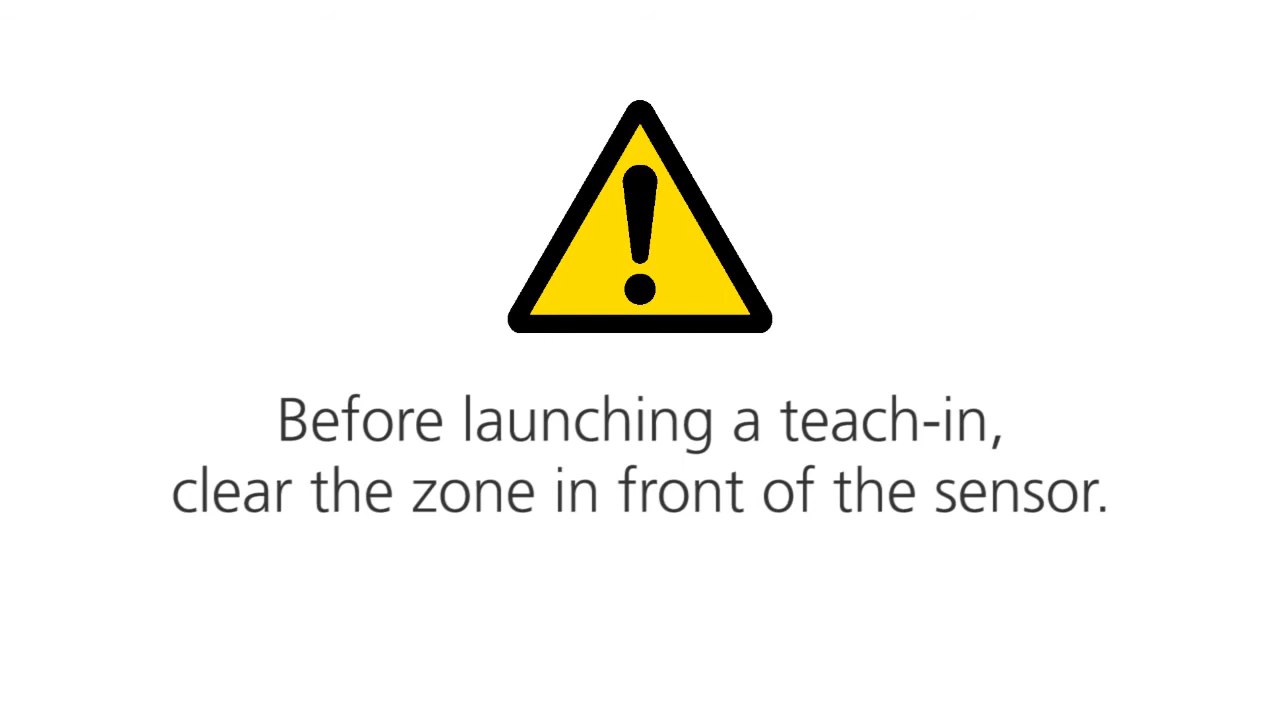 Before launching a teach-in,
clear the zone in front of the sensor.